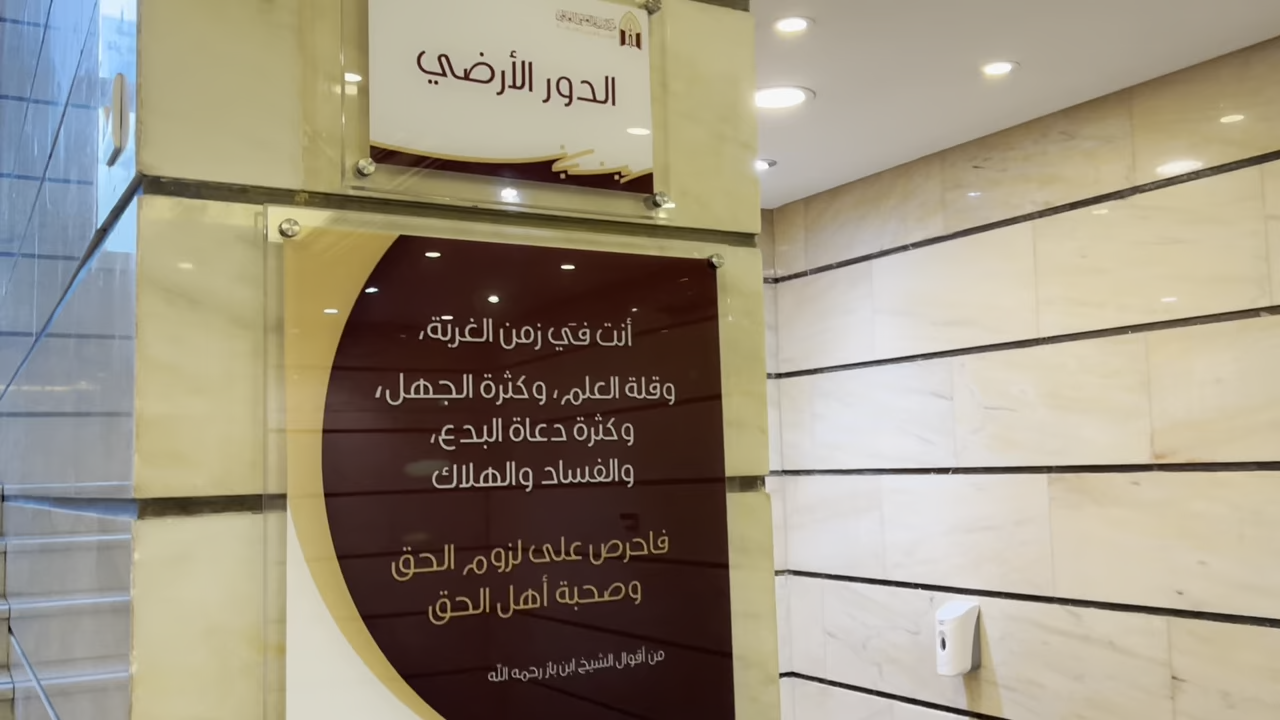 الدور الأرضي
أنت في زمن الغربة،
وقلة العلم، وكثرة الجهل،
وكثرة دعاة البدع،
والفساد والهلاك
فاحرص على لزوم الحق
وصحبة أهل الحق
من أقوال الشيخ ابن باز رحمه الله